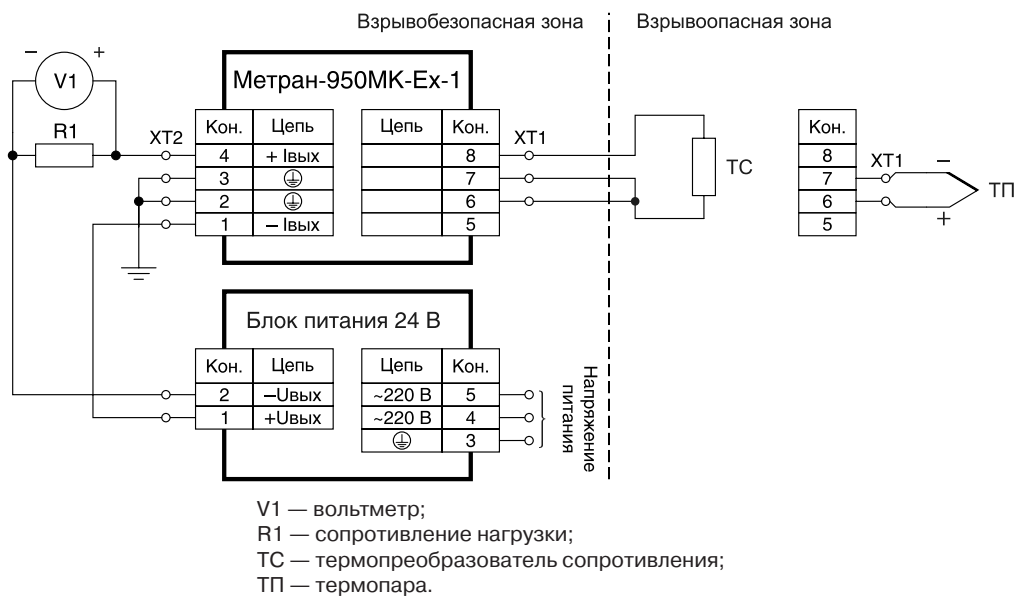 Взрывобезопасная зона
Взрывоопасная зона
– +
V1
R1
Метран-950МК-Ех-1
XT2
Кон. Цепь
4 + Iвых
3
2
1 – Iвых
Цепь Кон.
8
7
6
5
XT1
ТС
Кон.
8
7
6
5
XT1
–
+
ТП
Блок питания 24 В
Кон. Цепь
2 –Uвых
1 +Uвых
Цепь Кон.
~220 В 5
~220 В 4
3
Напряжение
питания
V1 — вольтметр;
R1 — сопротивление нагрузки;
ТС — термопреобразователь сопротивления;
ТП — термопара.